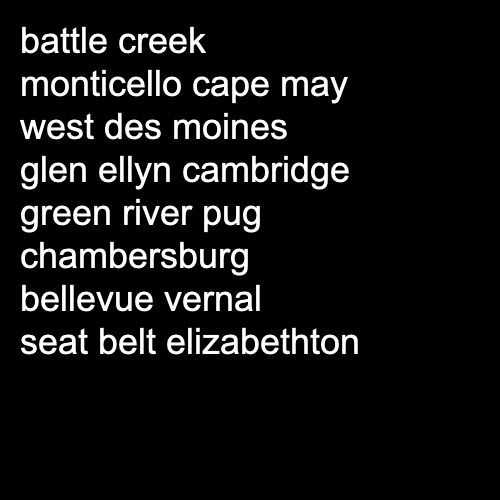 battle creek
monticello cape may
west des moines
glen ellyn cambridge
green river pug
chambersburg
bellevue vernal
seat belt elizabethton